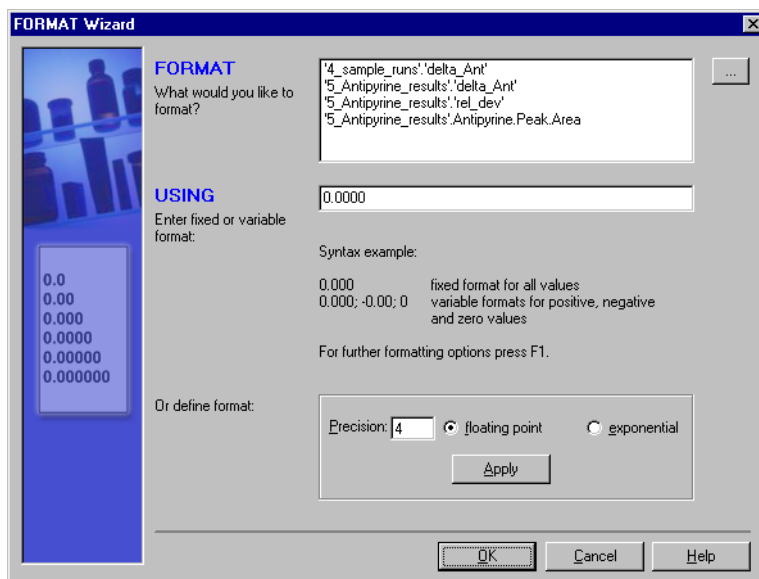 FORMAT Wizard
FORMAT
What would you like to
format?
'4_sample_runs'.'delta_Ant'
'5_Antipyrine_results'.'delta_Ant'
'5_Antipyrine_results'.'rel_dev'
'5_Antipyrine_results'.Antipyrine.Peak.Area
...
USING
Enter fixed or variable
format:
0.0000
Syntax example:
0.000 fixed format for all values
0.000; -0.00; 0 variable formats for positive, negative
and zero values
For further formatting options press F1.
0.0
0.00
0.000
0.0000
0.00000
0.000000
Or define format:
Precision: 4 floating point exponential
Apply
OK Cancel Help